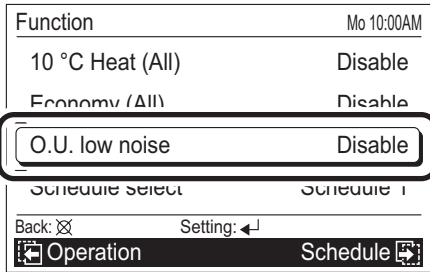 Function Mo 10:00AM
10 °C Heat (All) Disable
Economy (All) Disable
O.U. low noise Disable
Schedule select Schedule 1
Back: Setting:
Operation Schedule